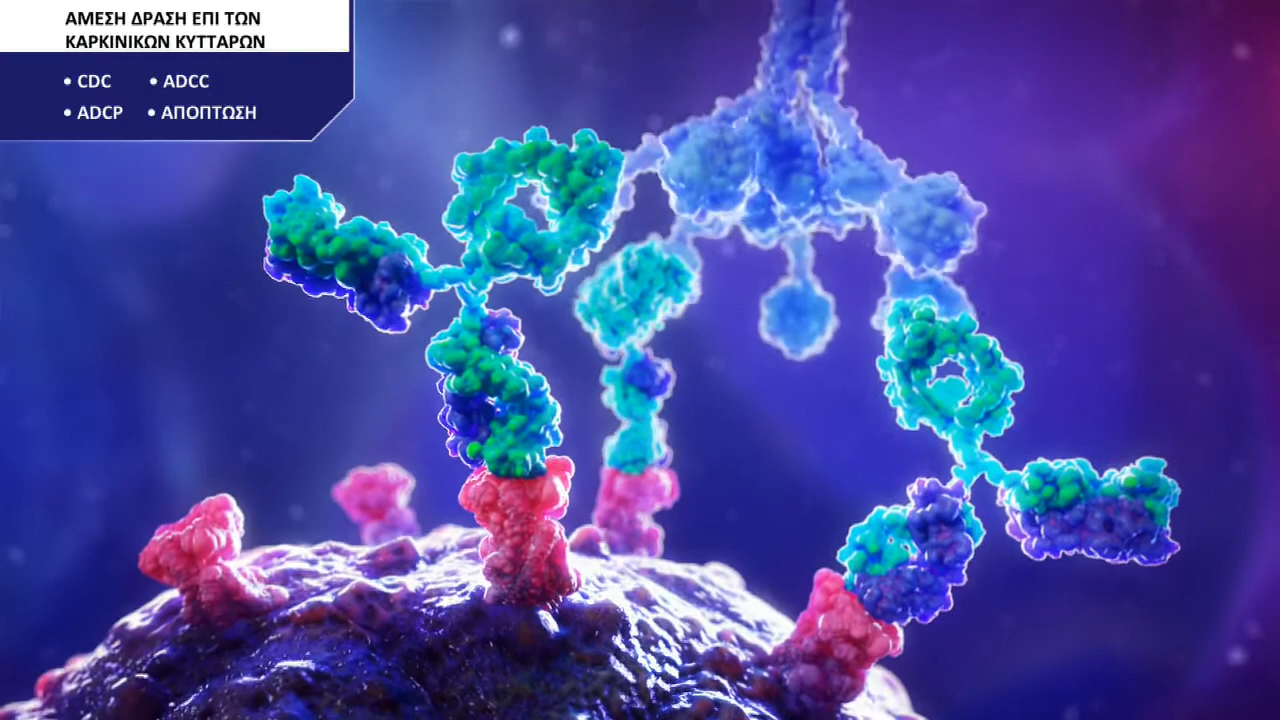 ΑΜΕΣΗ ΔΡΑΣΗ ΕΠΙ ΤΩΝ
ΚΑΡΚΙΝΙΚΩΝ ΚΥΤΤΑΡΩΝ
• CDC • ADCC
• ADCP • ΑΠΟΠΤΩΣΗ